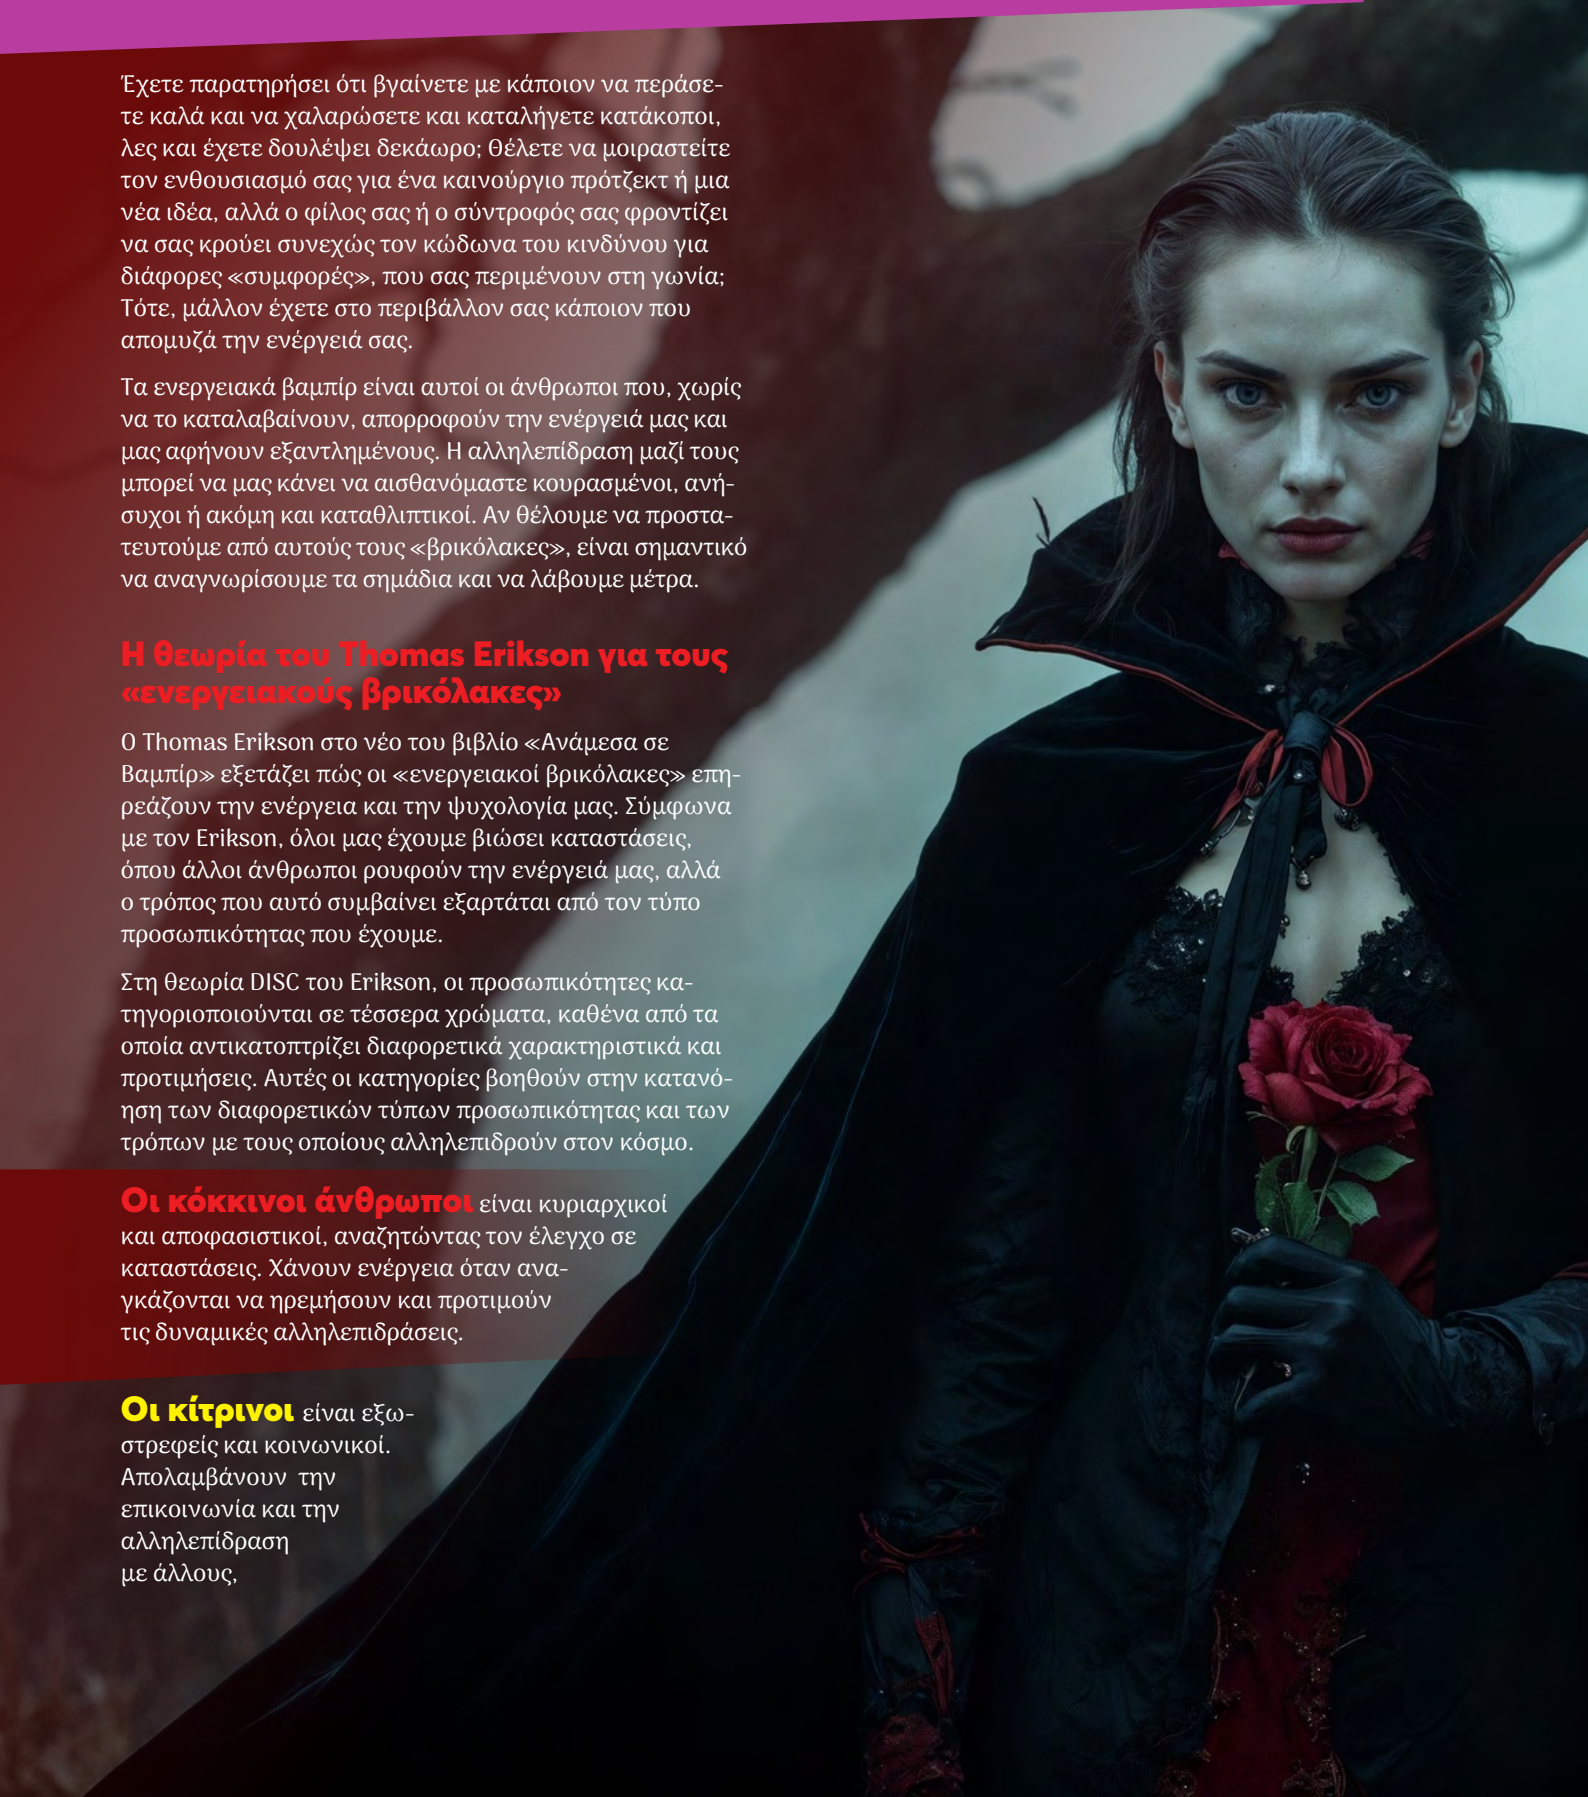 Έχετε παρατηρήσει ότι βγαίνετε με κάποιον να περάσε-
τε καλά και να χαλαρώσετε και καταλήγετε κατάκοποι,
λες και έχετε δουλέψει δεκάωρο; Θέλετε να μοιραστείτε
τον ενθουσιασμό σας για ένα καινούργιο πρότζεκτ ή μια
νέα ιδέα, αλλά ο φίλος σας ή ο σύντροφός σας φροντίζει
να σας κρούει συνεχώς τον κώδωνα του κινδύνου για
διάφορες «συμφορές», που σας περιμένουν στη γωνία;
Τότε, μάλλον έχετε στο περιβάλλον σας κάποιον που
απομυζά την ενέργειά σας.
Τα ενεργειακά βαμπίρ είναι αυτοί οι άνθρωποι που, χωρίς
να το καταλαβαίνουν, απορροφούν την ενέργειά μας και
μας αφήνουν εξαντλημένους. Η αλληλεπίδραση μαζί τους
μπορεί να μας κάνει να αισθανόμαστε κουρασμένοι, ανή-
συχοι ή ακόμη και καταθλιπτικοί. Αν θέλουμε να προστα-
τευτούμε από αυτούς τους «βρικόλακες», είναι σημαντικό
να αναγνωρίσουμε τα σημάδια και να λάβουμε μέτρα.
Η θεωρία του Thomas Erikson για τους
«ενεργειακούς βρικόλακες»
Ο Thomas Erikson στο νέο του βιβλίο «Ανάμεσα σε
Βαμπίρ» εξετάζει πώς οι «ενεργειακοί βρικόλακες» επη-
ρεάζουν την ενέργεια και την ψυχολογία μας. Σύμφωνα
με τον Erikson, όλοι μας έχουμε βιώσει καταστάσεις,
όπου άλλοι άνθρωποι ρουφούν την ενέργειά μας, αλλά
ο τρόπος που αυτό συμβαίνει εξαρτάται από τον τύπο
προσωπικότητας που έχουμε.
Στη θεωρία DISC του Erikson, οι προσωπικότητες κα-
τηγοριοποιούνται σε τέσσερα χρώματα, καθένα από τα
οποία αντικατοπτρίζει διαφορετικά χαρακτηριστικά και
προτιμήσεις. Αυτές οι κατηγορίες βοηθούν στην κατανό-
ηση των διαφορετικών τύπων προσωπικότητας και των
τρόπων με τους οποίους αλληλεπιδρούν στον κόσμο.
Οι κόκκινοι άνθρωποι είναι κυριαρχικοί
και αποφασιστικοί, αναζητώντας τον έλεγχο σε
καταστάσεις. Χάνουν ενέργεια όταν ανα-
γκάζονται να ηρεμήσουν και προτιμούν
τις δυναμικές αλληλεπιδράσεις.
Οι κίτρινοι είναι εξω-
στρεφείς και κοινωνικοί.
Απολαμβάνουν την
επικοινωνία και την
αλληλεπίδραση
με άλλους,